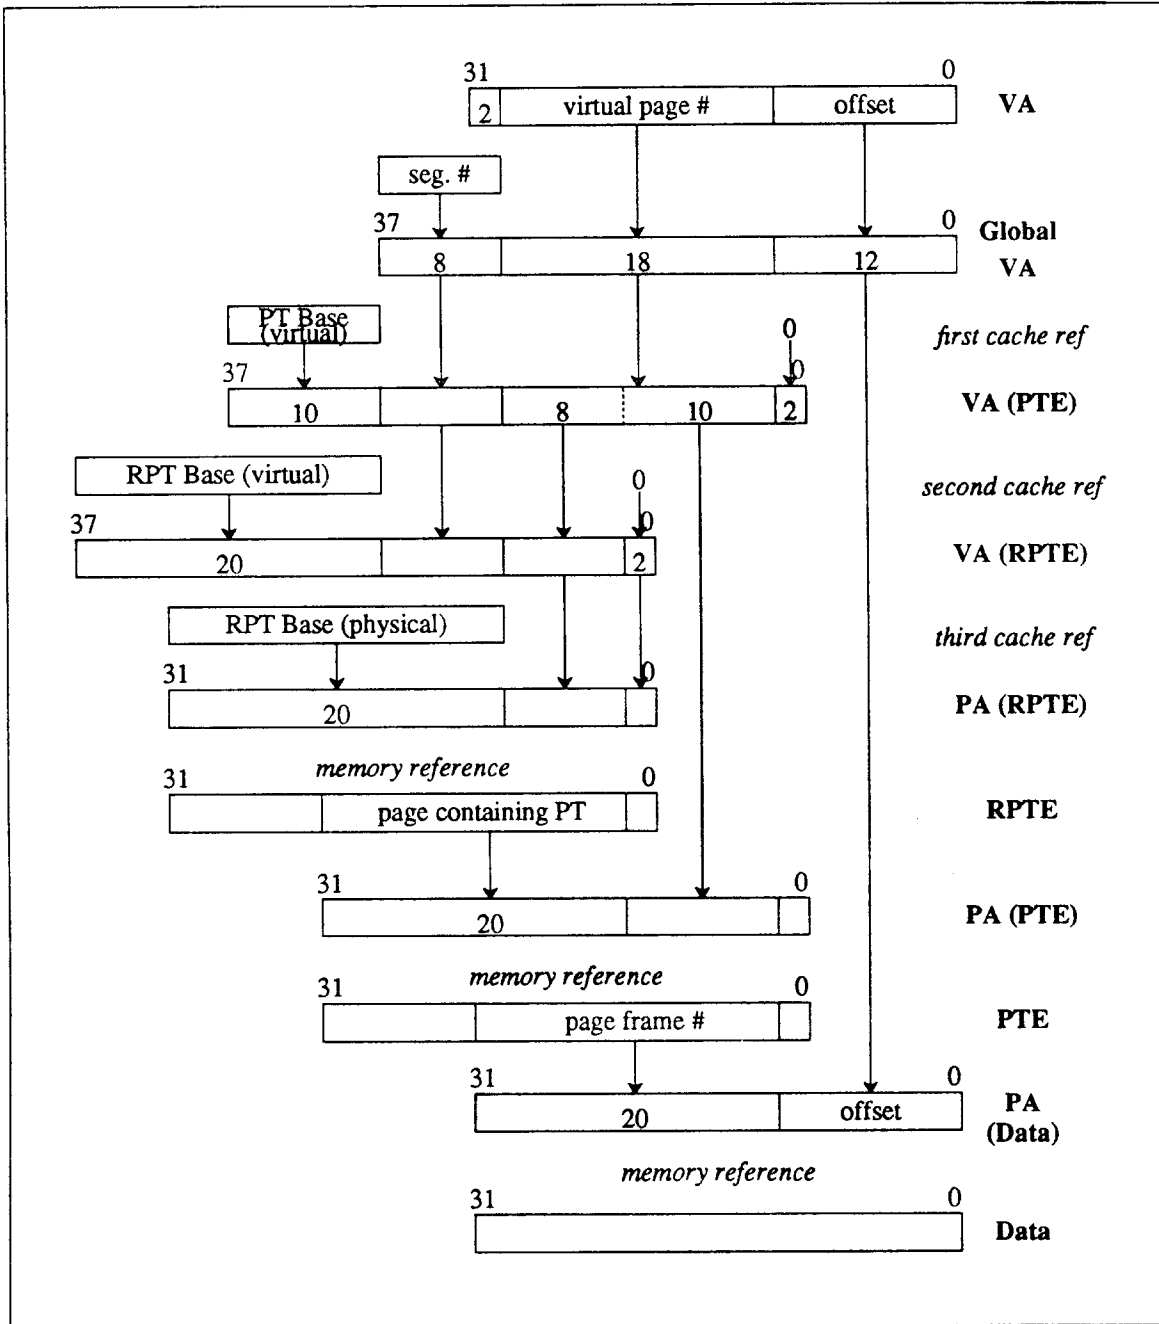 31 0
2 virtual page # offset VA
seg. #
37 0 Global
8 18 12 VA
PT Base
(virtual) 0 first cache ref
37 0
10 8 10 2 VA (PTE)
RPT Base (virtual) 0 second cache ref
37 0
20 2 VA (RPTE)
RPT Base (physical) third cache ref
31 0
20 PA (RPTE)
memory reference
31 0
page containing PT RPTE
31 0
20 PA (PTE)
memory reference
31 0
page frame # PTE
31 0
20 offset PA
(Data)
memory reference
31 0
Data